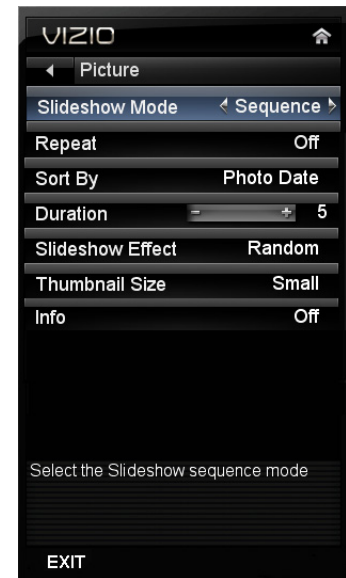 VIZIO
Picture
Slideshow Mode Sequence
Repeat Off
Sort By Photo Date
Duration - + 5
Slideshow Effect Random
Thumbnail Size Small
Info Off
Select the Slideshow sequence mode
EXIT